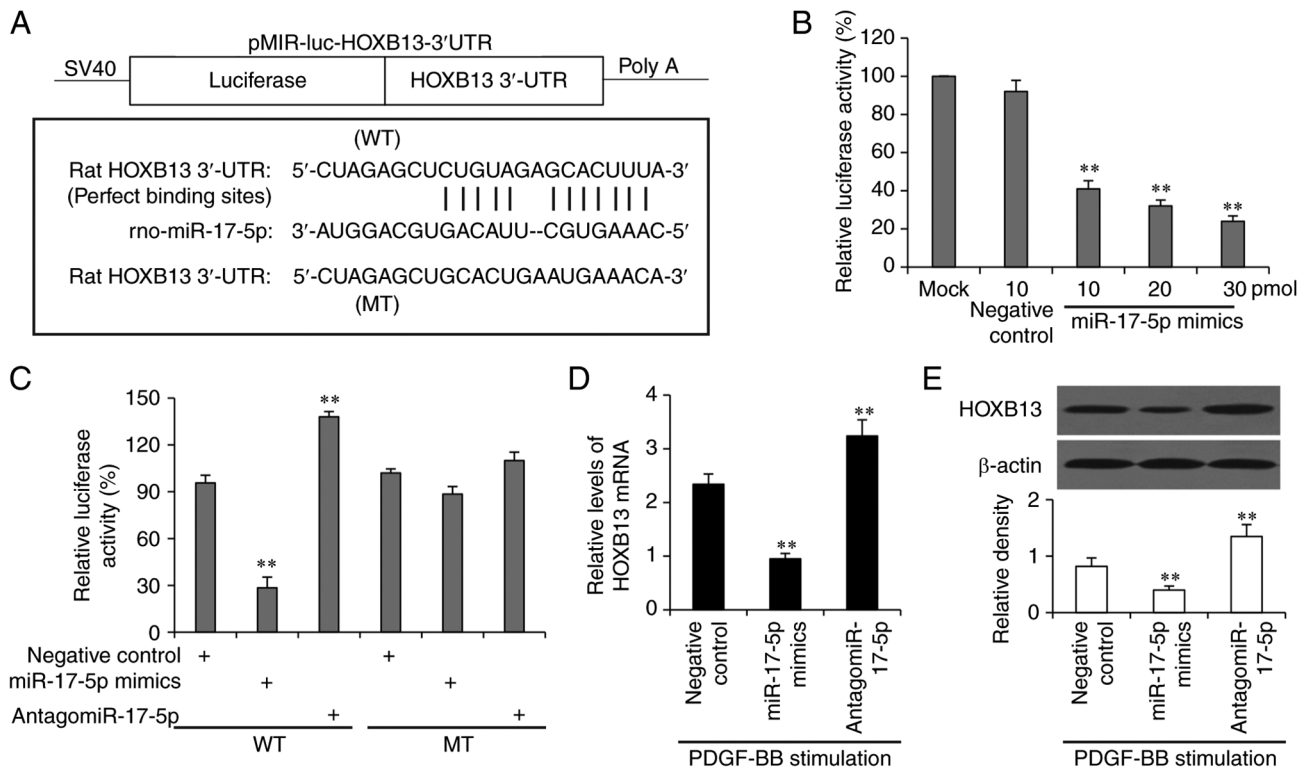 A
pMIR-luc-HOXB13-3′UTR
SV40
Luciferase
HOXB13 3′-UTR
Poly A
(WT)
Rat HOXB13 3′-UTR: 5′-CUAGAGCUCUGUAGAGCACUUUA-3′
(Perfect binding sites)
rno-miR-17-5p: 3′-AUGGACGUGACAUU--CGUGAAAC-5′
Rat HOXB13 3′-UTR: 5′-CUAGAGCUGCACUGAAUGAAACA-3′
(MT)
B
Relative luciferase activity (%)
120
100
80
60
40
20
0
** ** **
Mock 10 10 20 30 pmol
Negative control
miR-17-5p mimics
C
Relative luciferase activity (%)
150
120
90
60
30
0
** **
Negative control + +
miR-17-5p mimics + +
AntagomiR-17-5p + +
WT MT
D
Relative levels of HOXB13 mRNA
4
3
2
1
0
** **
Negative control
miR-17-5p mimics
AntagomiR-17-5p
PDGF-BB stimulation
E
HOXB13
β-actin
Relative density
2
1
0
** **
Negative control
miR-17-5p mimics
AntagomiR-17-5p
PDGF-BB stimulation